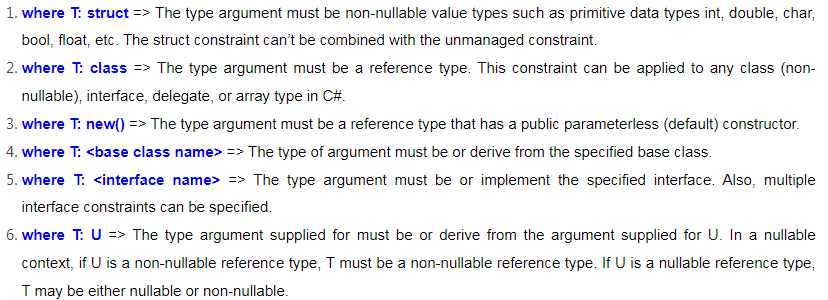 1. where T: struct => The type argument must be non-nullable value types such as primitive data types int, double, char,
bool, float, etc. The struct constraint can’t be combined with the unmanaged constraint.
2. where T: class => The type argument must be a reference type. This constraint can be applied to any class (non-
nullable), interface, delegate, or array type in C#.
3. where T: new() => The type argument must be a reference type that has a public parameterless (default) constructor.
4. where T: <base class name> => The type of argument must be or derive from the specified base class.
5. where T: <interface name> => The type argument must be or implement the specified interface. Also, multiple
interface constraints can be specified.
6. where T: U => The type argument supplied for must be or derive from the argument supplied for U. In a nullable
context, if U is a non-nullable reference type, T must be a non-nullable reference type. If U is a nullable reference type,
T may be either nullable or non-nullable.